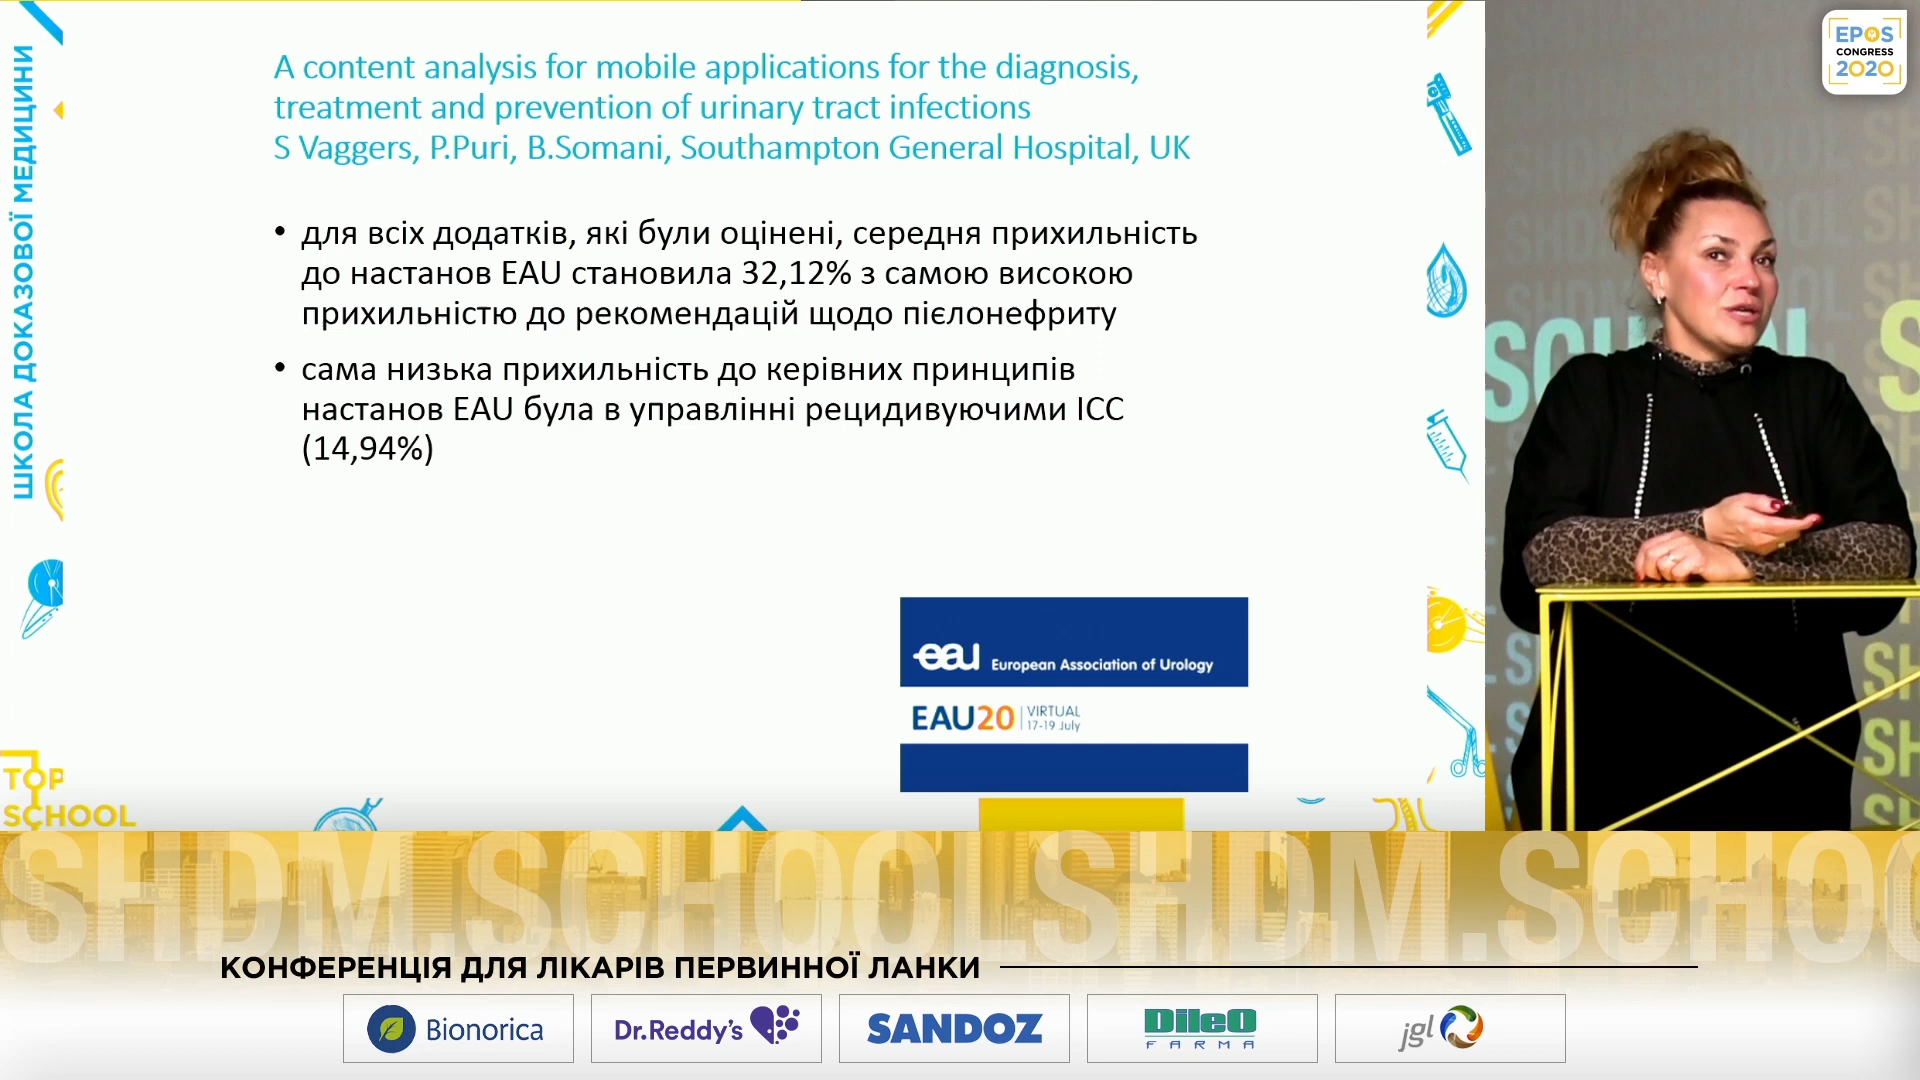 ШКОЛА ДОКАЗОВОЇ МЕДИЦИНИ
A content analysis for mobile applications for the diagnosis,
treatment and prevention of urinary tract infections
S Vaggers, P.Puri, B.Somani, Southampton General Hospital, UK
• для всіх додатків, які були оцінені, середня прихильність
до настанов EAU становила 32,12% з самою високою
прихильністю до рекомендацій щодо пієлонефриту
• сама низька прихильність до керівних принципів
настанов EAU була в управлінні рецидивуючими ІСС
(14,94%)
eau European Association of Urology
EAU20 VIRTUAL
17-19 July
TOP
SCHOOL
EPOS
CONGRESS
2020
SCHOOL
SHDM.SCHOOL SHDM.SCHOO
КОНФЕРЕНЦІЯ ДЛЯ ЛІКАРІВ ПЕРВИННОЇ ЛАНКИ
Bionorica
Dr.Reddy's
SANDOZ
DileO
FARMA
jgl